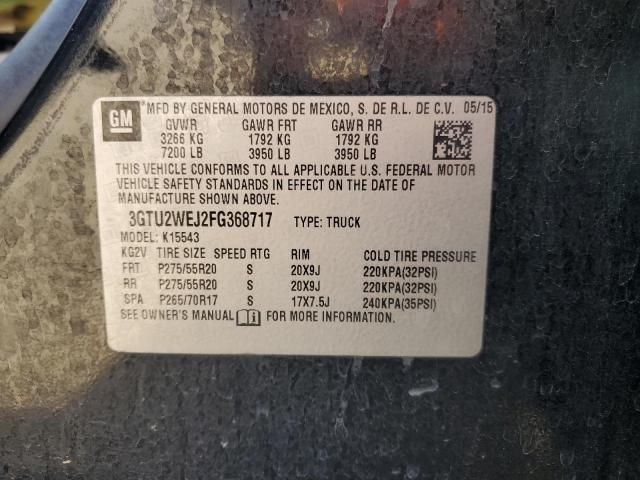 GM MFD BY GENERAL MOTORS DE MEXICO, S. DE R.L. DE C.V. 05/15
GVWR GAWR FRT GAWR RR
3266 KG 1792 KG 1792 KG
7200 LB 3950 LB 3950 LB
THIS VEHICLE CONFORMS TO ALL APPLICABLE U.S. FEDERAL MOTOR
VEHICLE SAFETY STANDARDS IN EFFECT ON THE DATE OF
MANUFACTURE SHOWN ABOVE.
3GTU2WEJ2FG368717 TYPE: TRUCK
MODEL: K15543
KG2V TIRE SIZE SPEED RTG RIM COLD TIRE PRESSURE
FRT P275/55R20 S 20X9J 220KPA(32PSI)
RR P275/55R20 S 20X9J 220KPA(32PSI)
SPA P265/70R17 S 17X7.5J 240KPA(35PSI)
SEE OWNER'S MANUAL FOR MORE INFORMATION.